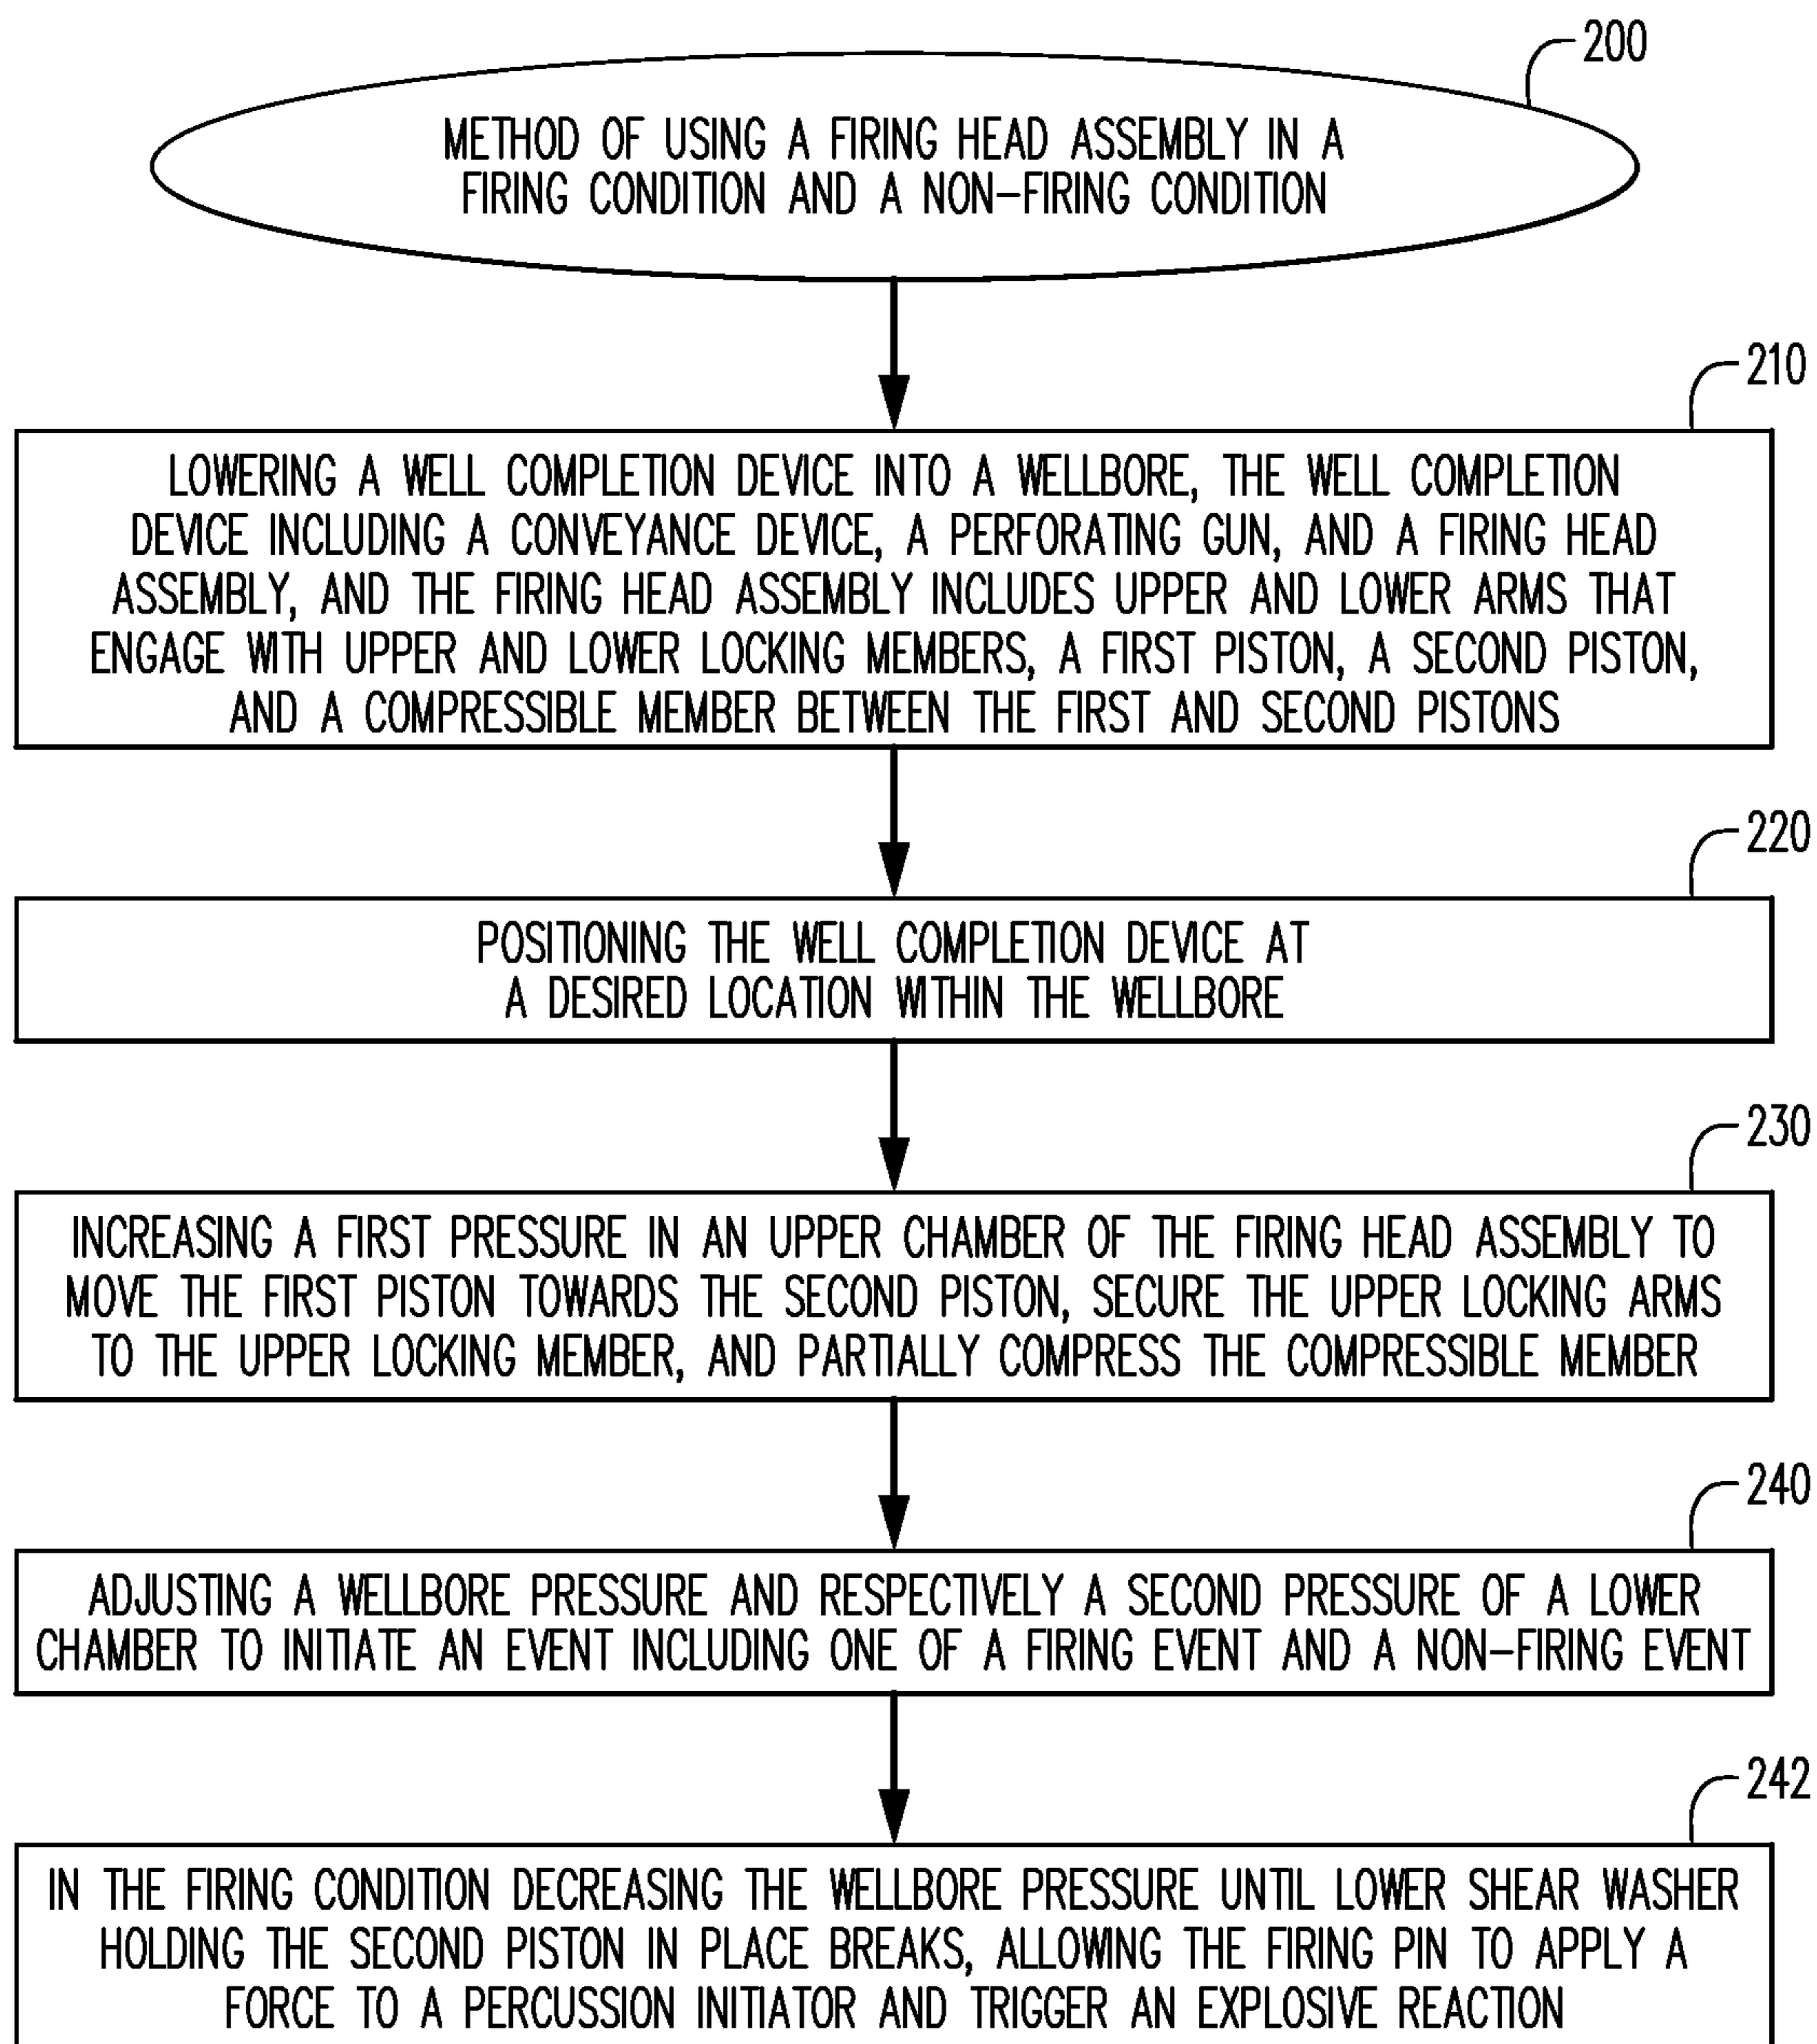 200
METHOD OF USING A FIRING HEAD ASSEMBLY IN A
FIRING CONDITION AND A NON-FIRING CONDITION
210
LOWERING A WELL COMPLETION DEVICE INTO A WELLBORE, THE WELL COMPLETION
DEVICE INCLUDING A CONVEYANCE DEVICE, A PERFORATING GUN, AND A FIRING HEAD
ASSEMBLY, AND THE FIRING HEAD ASSEMBLY INCLUDES UPPER AND LOWER ARMS THAT
ENGAGE WITH UPPER AND LOWER LOCKING MEMBERS, A FIRST PISTON, A SECOND PISTON,
AND A COMPRESSIBLE MEMBER BETWEEN THE FIRST AND SECOND PISTONS
220
POSITIONING THE WELL COMPLETION DEVICE AT
A DESIRED LOCATION WITHIN THE WELLBORE
230
INCREASING A FIRST PRESSURE IN AN UPPER CHAMBER OF THE FIRING HEAD ASSEMBLY TO
MOVE THE FIRST PISTON TOWARDS THE SECOND PISTON, SECURE THE UPPER LOCKING ARMS
TO THE UPPER LOCKING MEMBER, AND PARTIALLY COMPRESS THE COMPRESSIBLE MEMBER
240
ADJUSTING A WELLBORE PRESSURE AND RESPECTIVELY A SECOND PRESSURE OF A LOWER
CHAMBER TO INITIATE AN EVENT INCLUDING ONE OF A FIRING EVENT AND A NON-FIRING EVENT
242
IN THE FIRING CONDITION DECREASING THE WELLBORE PRESSURE UNTIL LOWER SHEAR WASHER
HOLDING THE SECOND PISTON IN PLACE BREAKS, ALLOWING THE FIRING PIN TO APPLY A
FORCE TO A PERCUSSION INITIATOR AND TRIGGER AN EXPLOSIVE REACTION